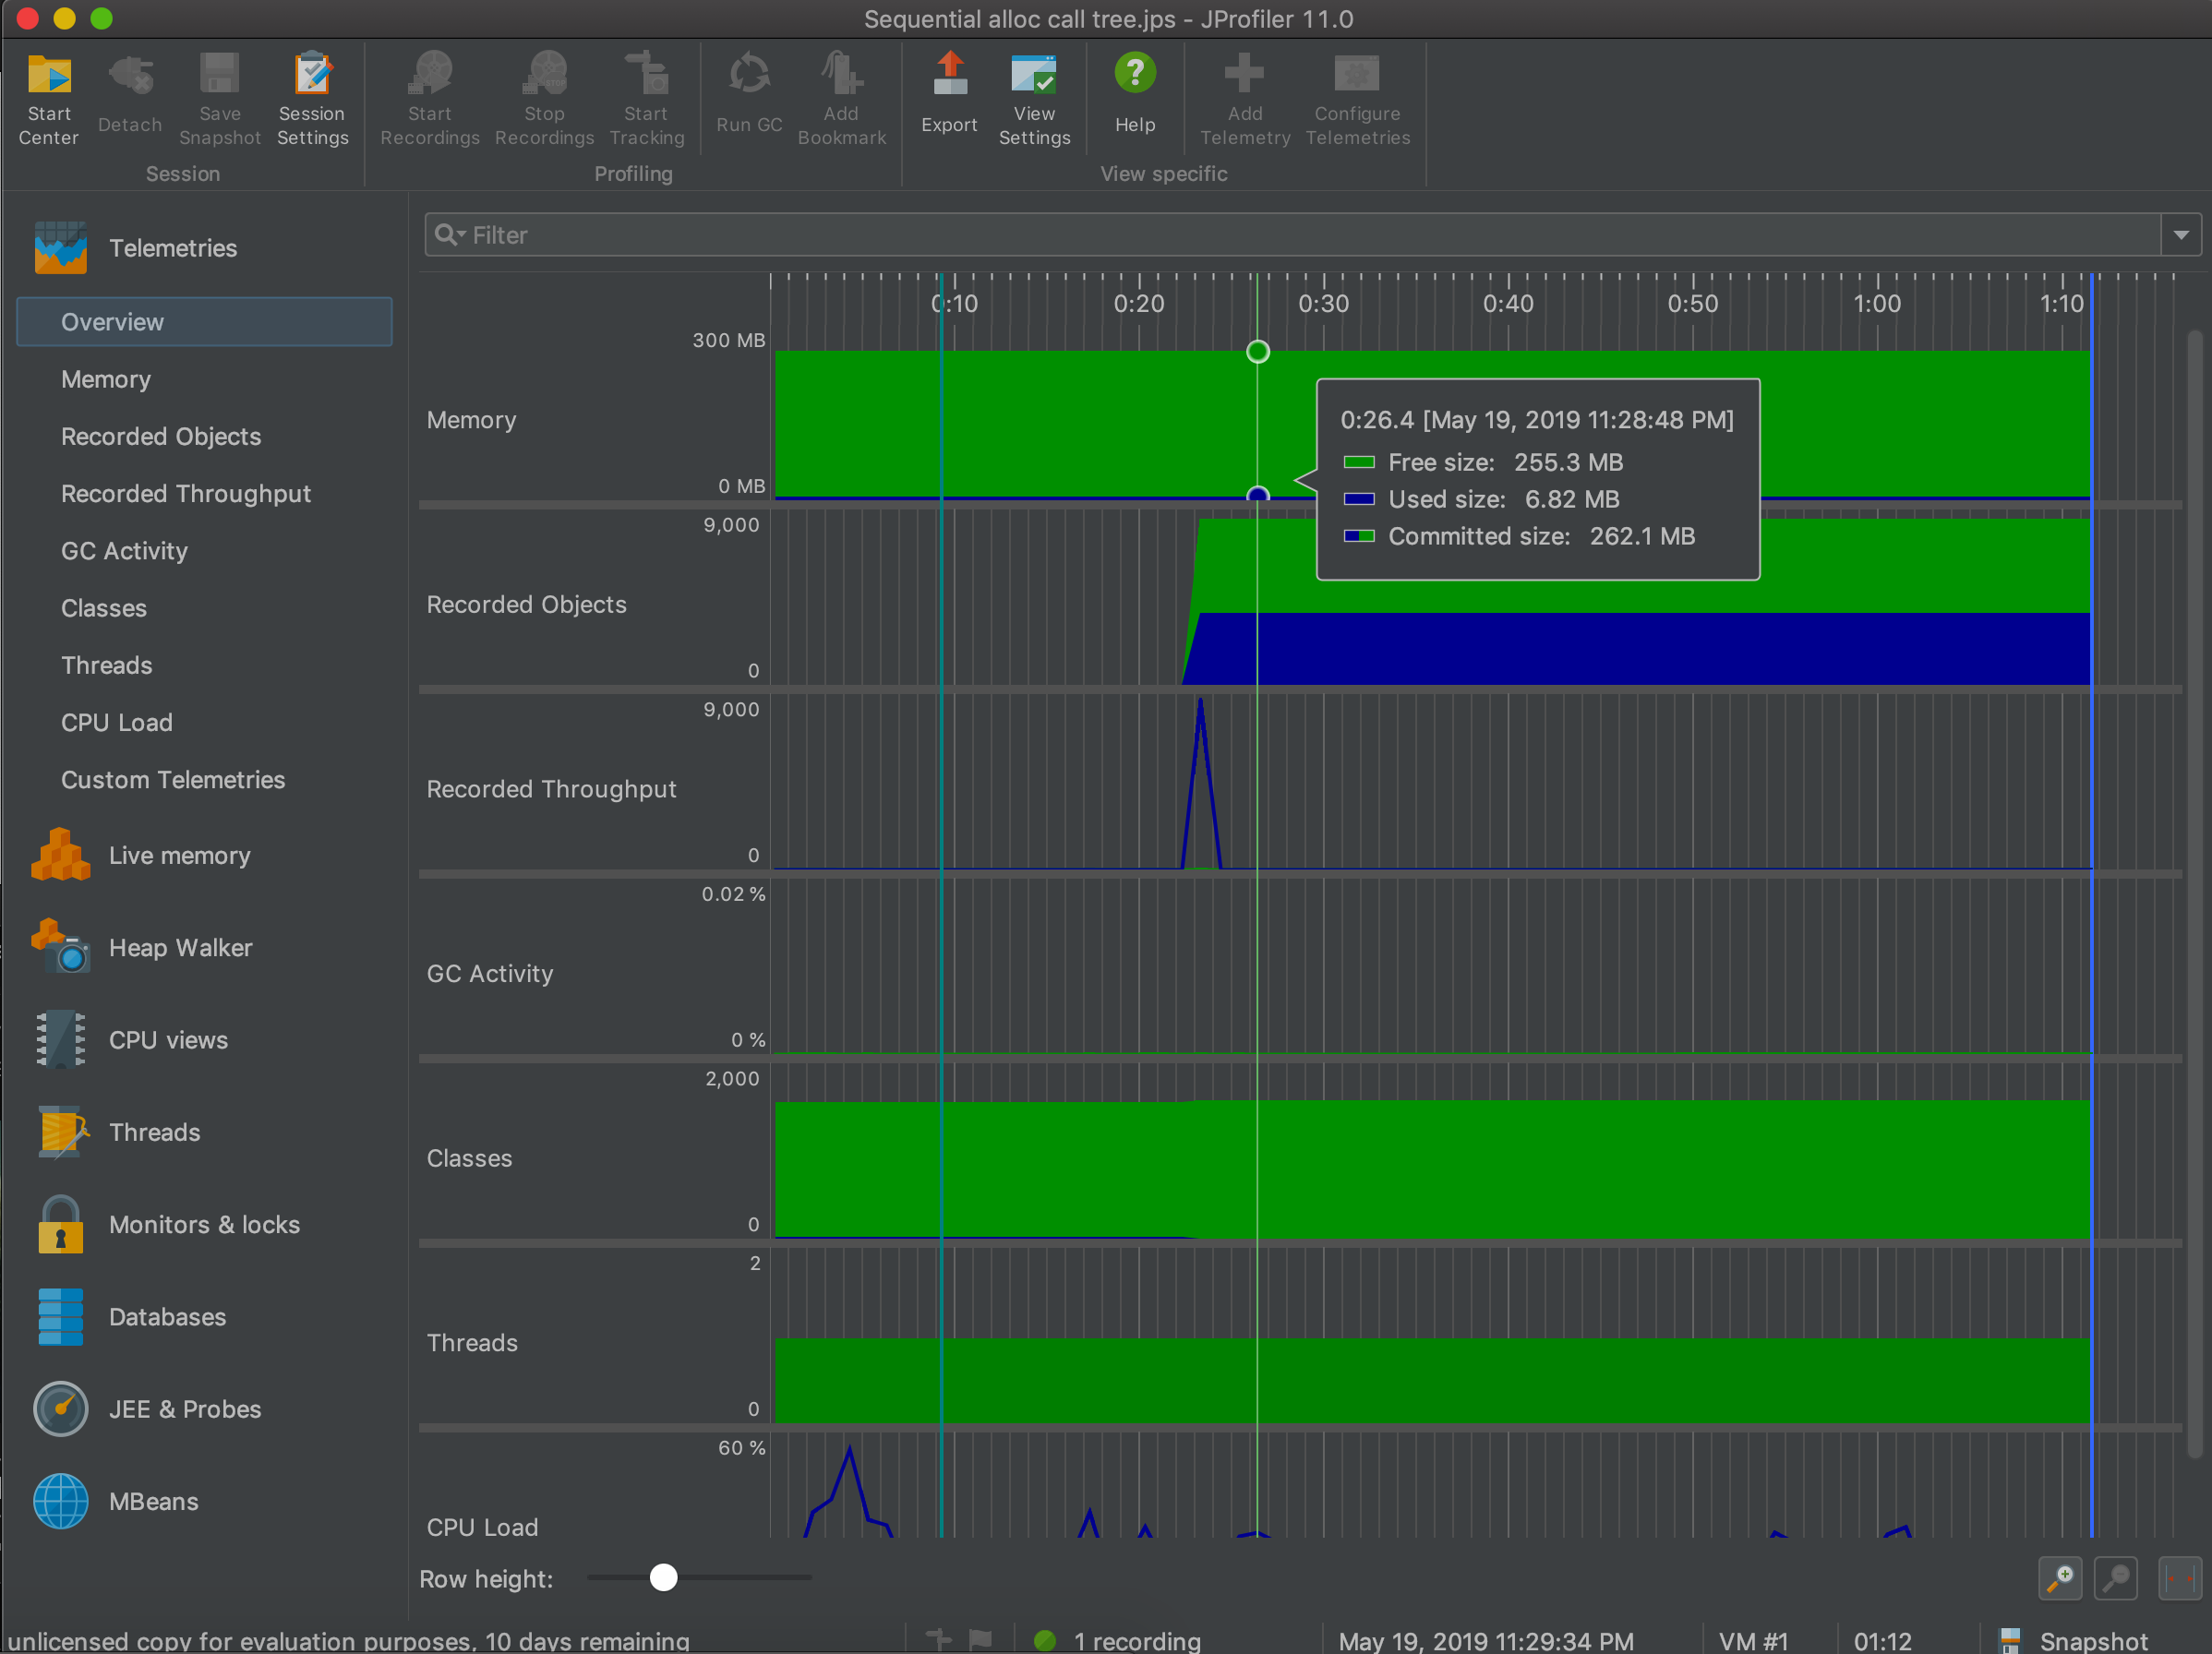 Sequential alloc call tree.jps - JProfiler 11.0
Start Center
Detach
Save Snapshot
Session Settings
Start Recordings
Stop Recordings
Start Tracking
Run GC
Add Bookmark
Export
View Settings
Help
Add Telemetry
Configure Telemetries
Session
Profiling
View specific
Telemetries
Overview
Memory
Recorded Objects
Recorded Throughput
GC Activity
Classes
Threads
CPU Load
Custom Telemetries
Live memory
Heap Walker
CPU views
Threads
Monitors & locks
Databases
JEE & Probes
MBeans
Filter
0:10 0:20 0:30 0:40 0:50 1:00 1:10
300 MB
Memory
0 MB
0:26.4 [May 19, 2019 11:28:48 PM]
Free size: 255.3 MB
Used size: 6.82 MB
Committed size: 262.1 MB
9,000
Recorded Objects
0
9,000
Recorded Throughput
0
0.02 %
GC Activity
0 %
2,000
Classes
0
2
Threads
0
60 %
CPU Load
Row height:
unlicensed copy for evaluation purposes, 10 days remaining
1 recording
May 19, 2019 11:29:34 PM
VM #1
01:12
Snapshot